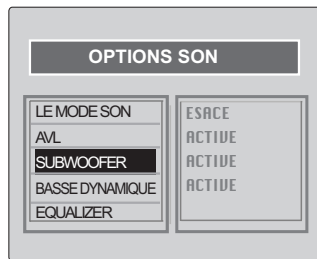 OPTIONS SON
LE MODE SON
AVL
SUBWOOFER
BASSE DYNAMIQUE
EQUALIZER
ESACE
ACTIVE
ACTIVE
ACTIVE